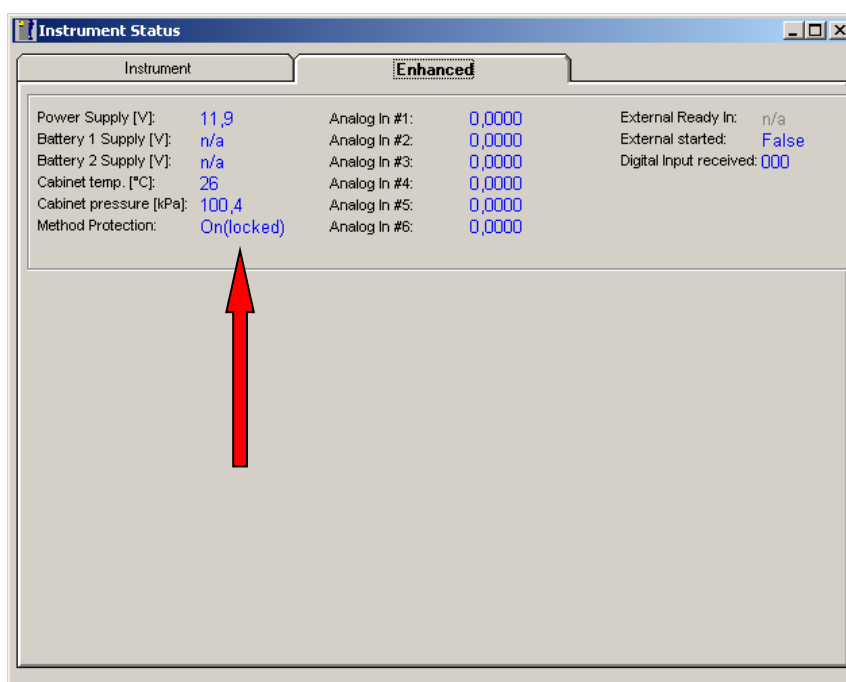 Instrument Status
Instrument
Enhanced
Power Supply [V]: 11,9 Analog In #1: 0,0000 External Ready In: n/a
Battery 1 Supply [V]: n/a Analog In #2: 0,0000 External started: False
Battery 2 Supply [V]: n/a Analog In #3: 0,0000 Digital Input received: 000
Cabinet temp. [°C]: 26 Analog In #4: 0,0000
Cabinet pressure [kPa]: 100,4 Analog In #5: 0,0000
Method Protection: On(locked) Analog In #6: 0,0000